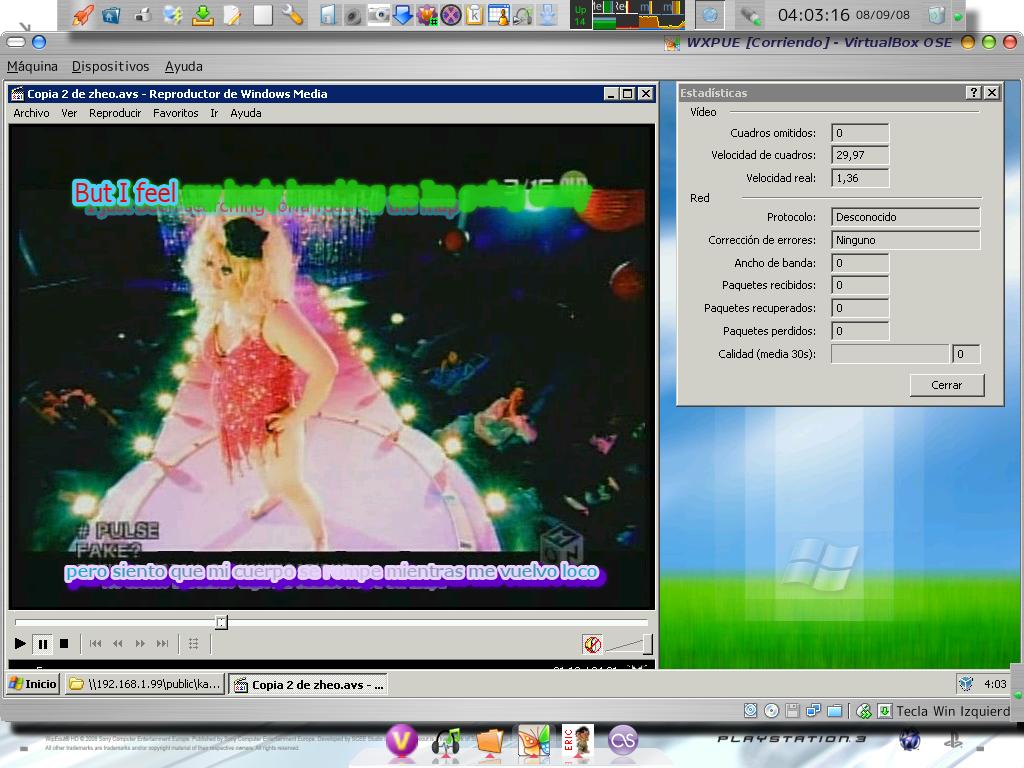 Up
14
04:03:16 08/09/08
WXPUE [Corriendo] - VirtualBox OSE
Máquina Dispositivos Ayuda
Copia 2 de zheo.avs - Reproductor de Windows Media
Archivo Ver Reproducir Favoritos Ir Ayuda
But I feel
# PULSE
FAKE?
pero siento que mi cuerpo se rompe mientras me vuelvo loco
Estadísticas
Vídeo
Cuadros omitidos: 0
Velocidad de cuadros: 29,97
Velocidad real: 1,36
Red
Protocolo: Desconocido
Corrección de errores: Ninguno
Ancho de banda: 0
Paquetes recibidos: 0
Paquetes recuperados: 0
Paquetes perdidos: 0
Calidad (media 30s): 0
Cerrar
Inicio \\192.168.1.99\public\ka... Copia 2 de zheo.avs - ... 4:03
Tecla Win Izquierd
ERIC
PLAYSTATION 3